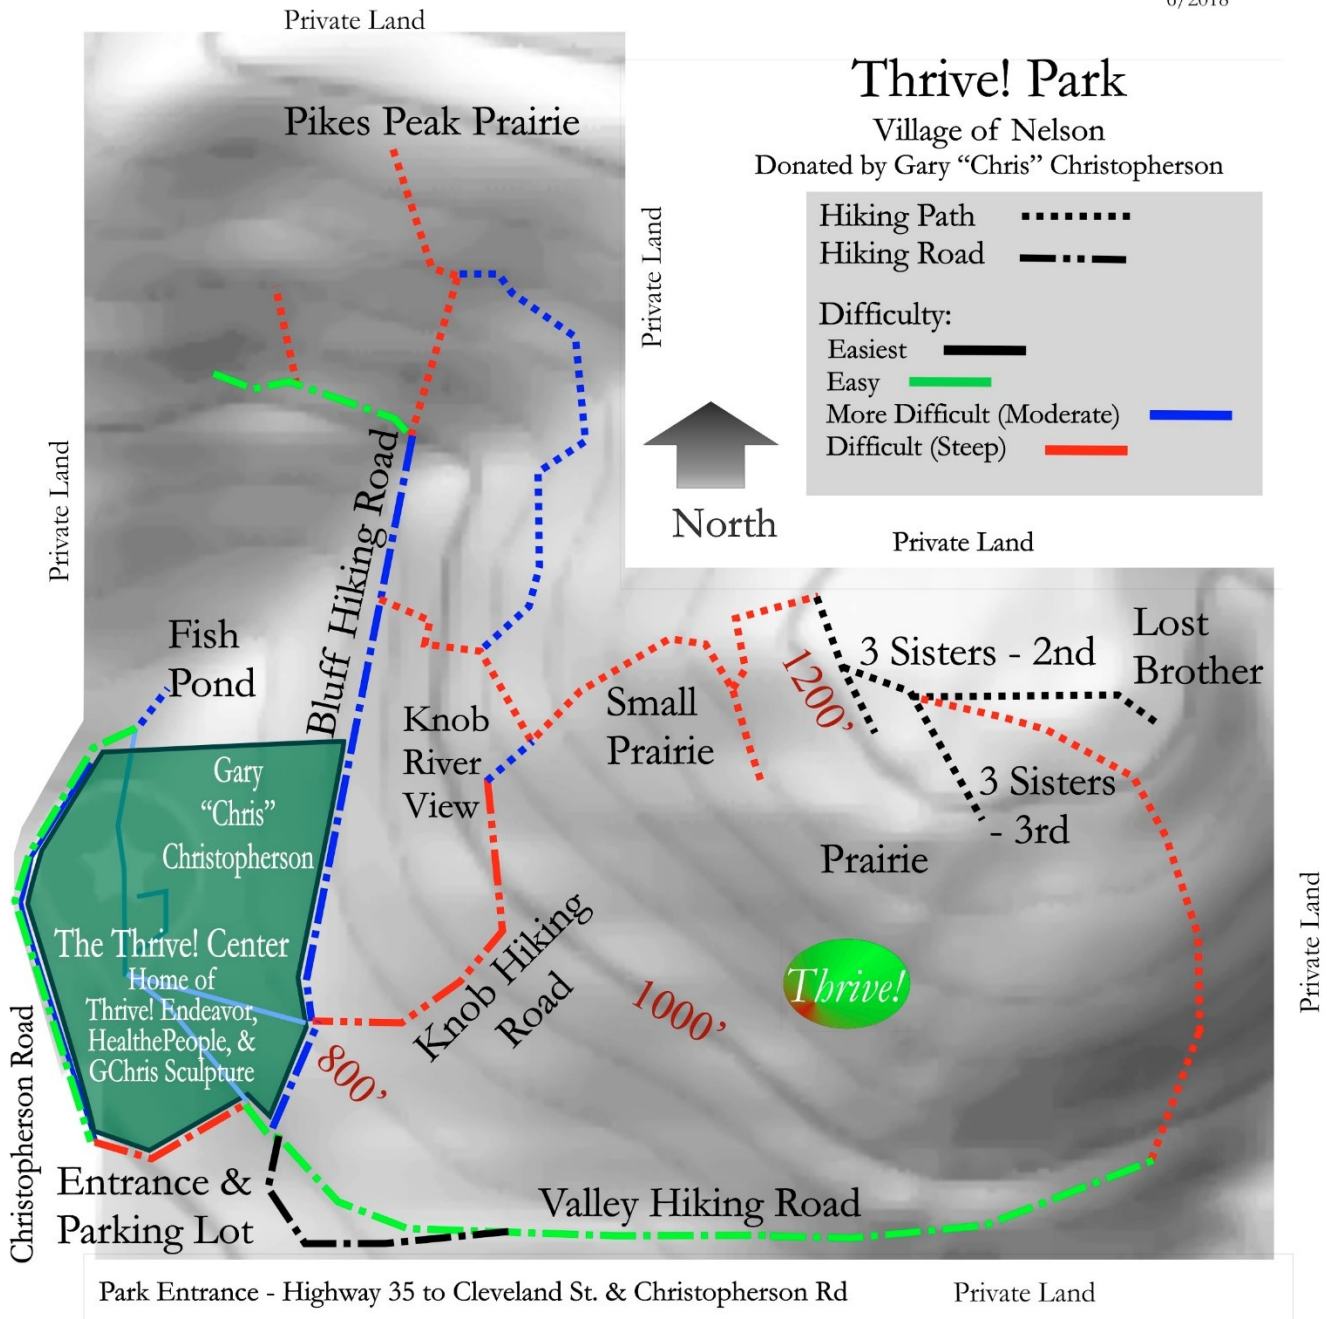 6/2018
Private Land
Thrive! Park
Village of Nelson
Donated by Gary “Chris” Christopherson
Pikes Peak Prairie
Private Land
Hiking Path
Hiking Road
Difficulty:
Easiest
Easy
More Difficult (Moderate)
Difficult (Steep)
North
Private Land
Private Land
Bluff Hiking Road
Fish
Pond
Knob
River
View
Small
Prairie
1200’
3 Sisters - 2nd
Lost
Brother
3 Sisters
- 3rd
Prairie
Gary
“Chris”
Christopherson
The Thrive! Center
Home of
Thrive! Endeavor,
HealthePeople, &
GChris Sculpture
Knob Hiking
Road
800’
1000’
Thrive!
Private Land
Christopherson Road
Entrance &
Parking Lot
Valley Hiking Road
Park Entrance - Highway 35 to Cleveland St. & Christopherson Rd
Private Land